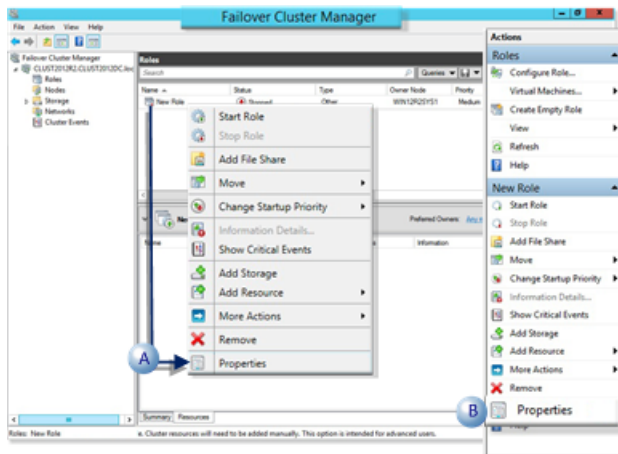 Failover Cluster Manager
File Action View Help
Failover Cluster Manager
Roles
Nodes
Storage
Networks
Cluster Events
Roles
Search
Queries
Name Status Type Owner Node Priority
New Role Stopped Other WIN12R2SYS1 Medium
Start Role
Stop Role
Add File Share
Move
Change Startup Priority
Information Details...
Show Critical Events
Add Storage
Add Resource
More Actions
Remove
A
Properties
Preferred Owners:
Name
Information
Summary Resources
Roles: New Role
e. Cluster resources will need to be added manually. This option is intended for advanced users.
Actions
Roles
Configure Role...
Virtual Machines...
Create Empty Role
View
Refresh
Help
New Role
Start Role
Stop Role
Add File Share
Move
Change Startup Priority
Information Details...
Show Critical Events
Add Storage
Add Resource
More Actions
Remove
B
Properties